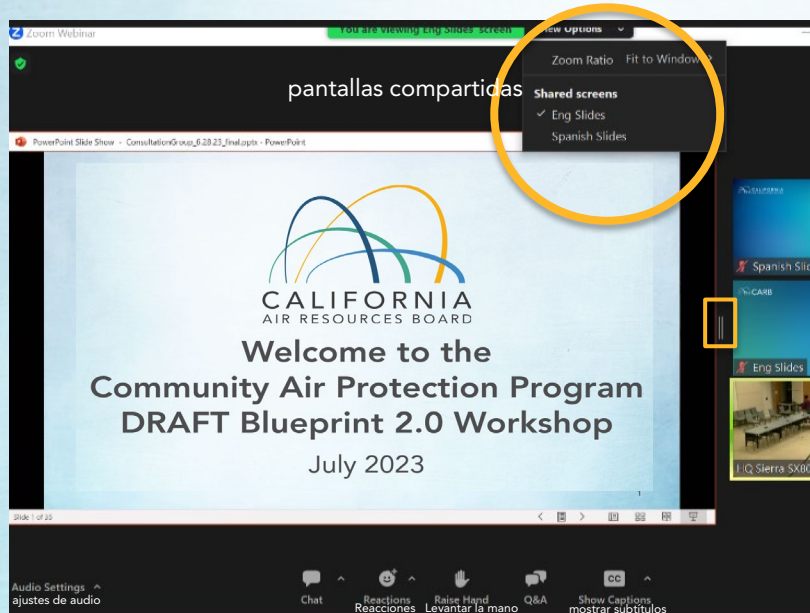 Zoom Webinar
You are viewing Eng Slides' screen
View Options
Zoom Ratio Fit to Window
Shared screens
Eng Slides
Spanish Slides
pantallas compartidas
PowerPoint Slide Show - ConsultationGroup_6.28.23_final.pptx - PowerPoint
CALIFORNIA
AIR RESOURCES BOARD
Welcome to the
Community Air Protection Program
DRAFT Blueprint 2.0 Workshop
July 2023
1
Slide 1 of 35
CALIFORNIA
Spanish Slid
CARB
Eng Slides
HQ Sierra SX80
Audio Settings
ajustes de audio
Chat
Reactions
Reacciones
Raise Hand
Levantar la mano
Q&A
CC
Show Captions
mostrar subtítulos